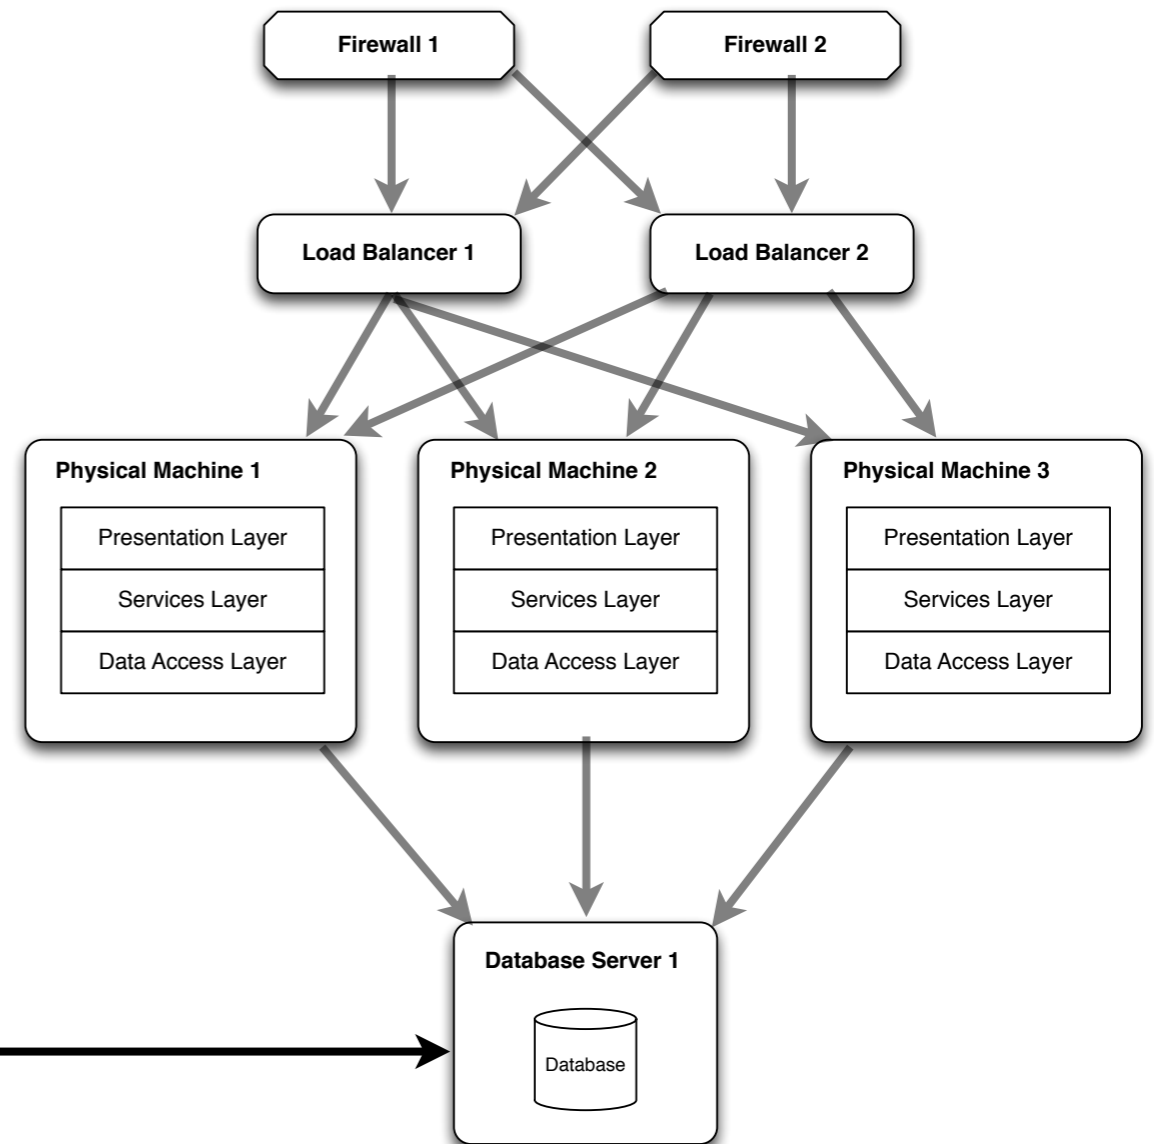 Firewall 1
Firewall 2
Load Balancer 1
Load Balancer 2
Physical Machine 1
Presentation Layer
Services Layer
Data Access Layer
Physical Machine 2
Presentation Layer
Services Layer
Data Access Layer
Physical Machine 3
Presentation Layer
Services Layer
Data Access Layer
Database Server 1
Database